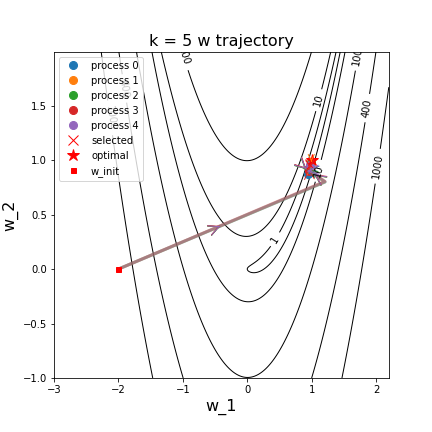 k = 5 w trajectory
process 0
process 1
process 2
process 3
process 4
selected
optimal
w_init
10
1
10
400
1000
1.5
1.0
0.5
0.0
−0.5
−1.0
−3
−2
−1
0
1
2
w_2
w_1